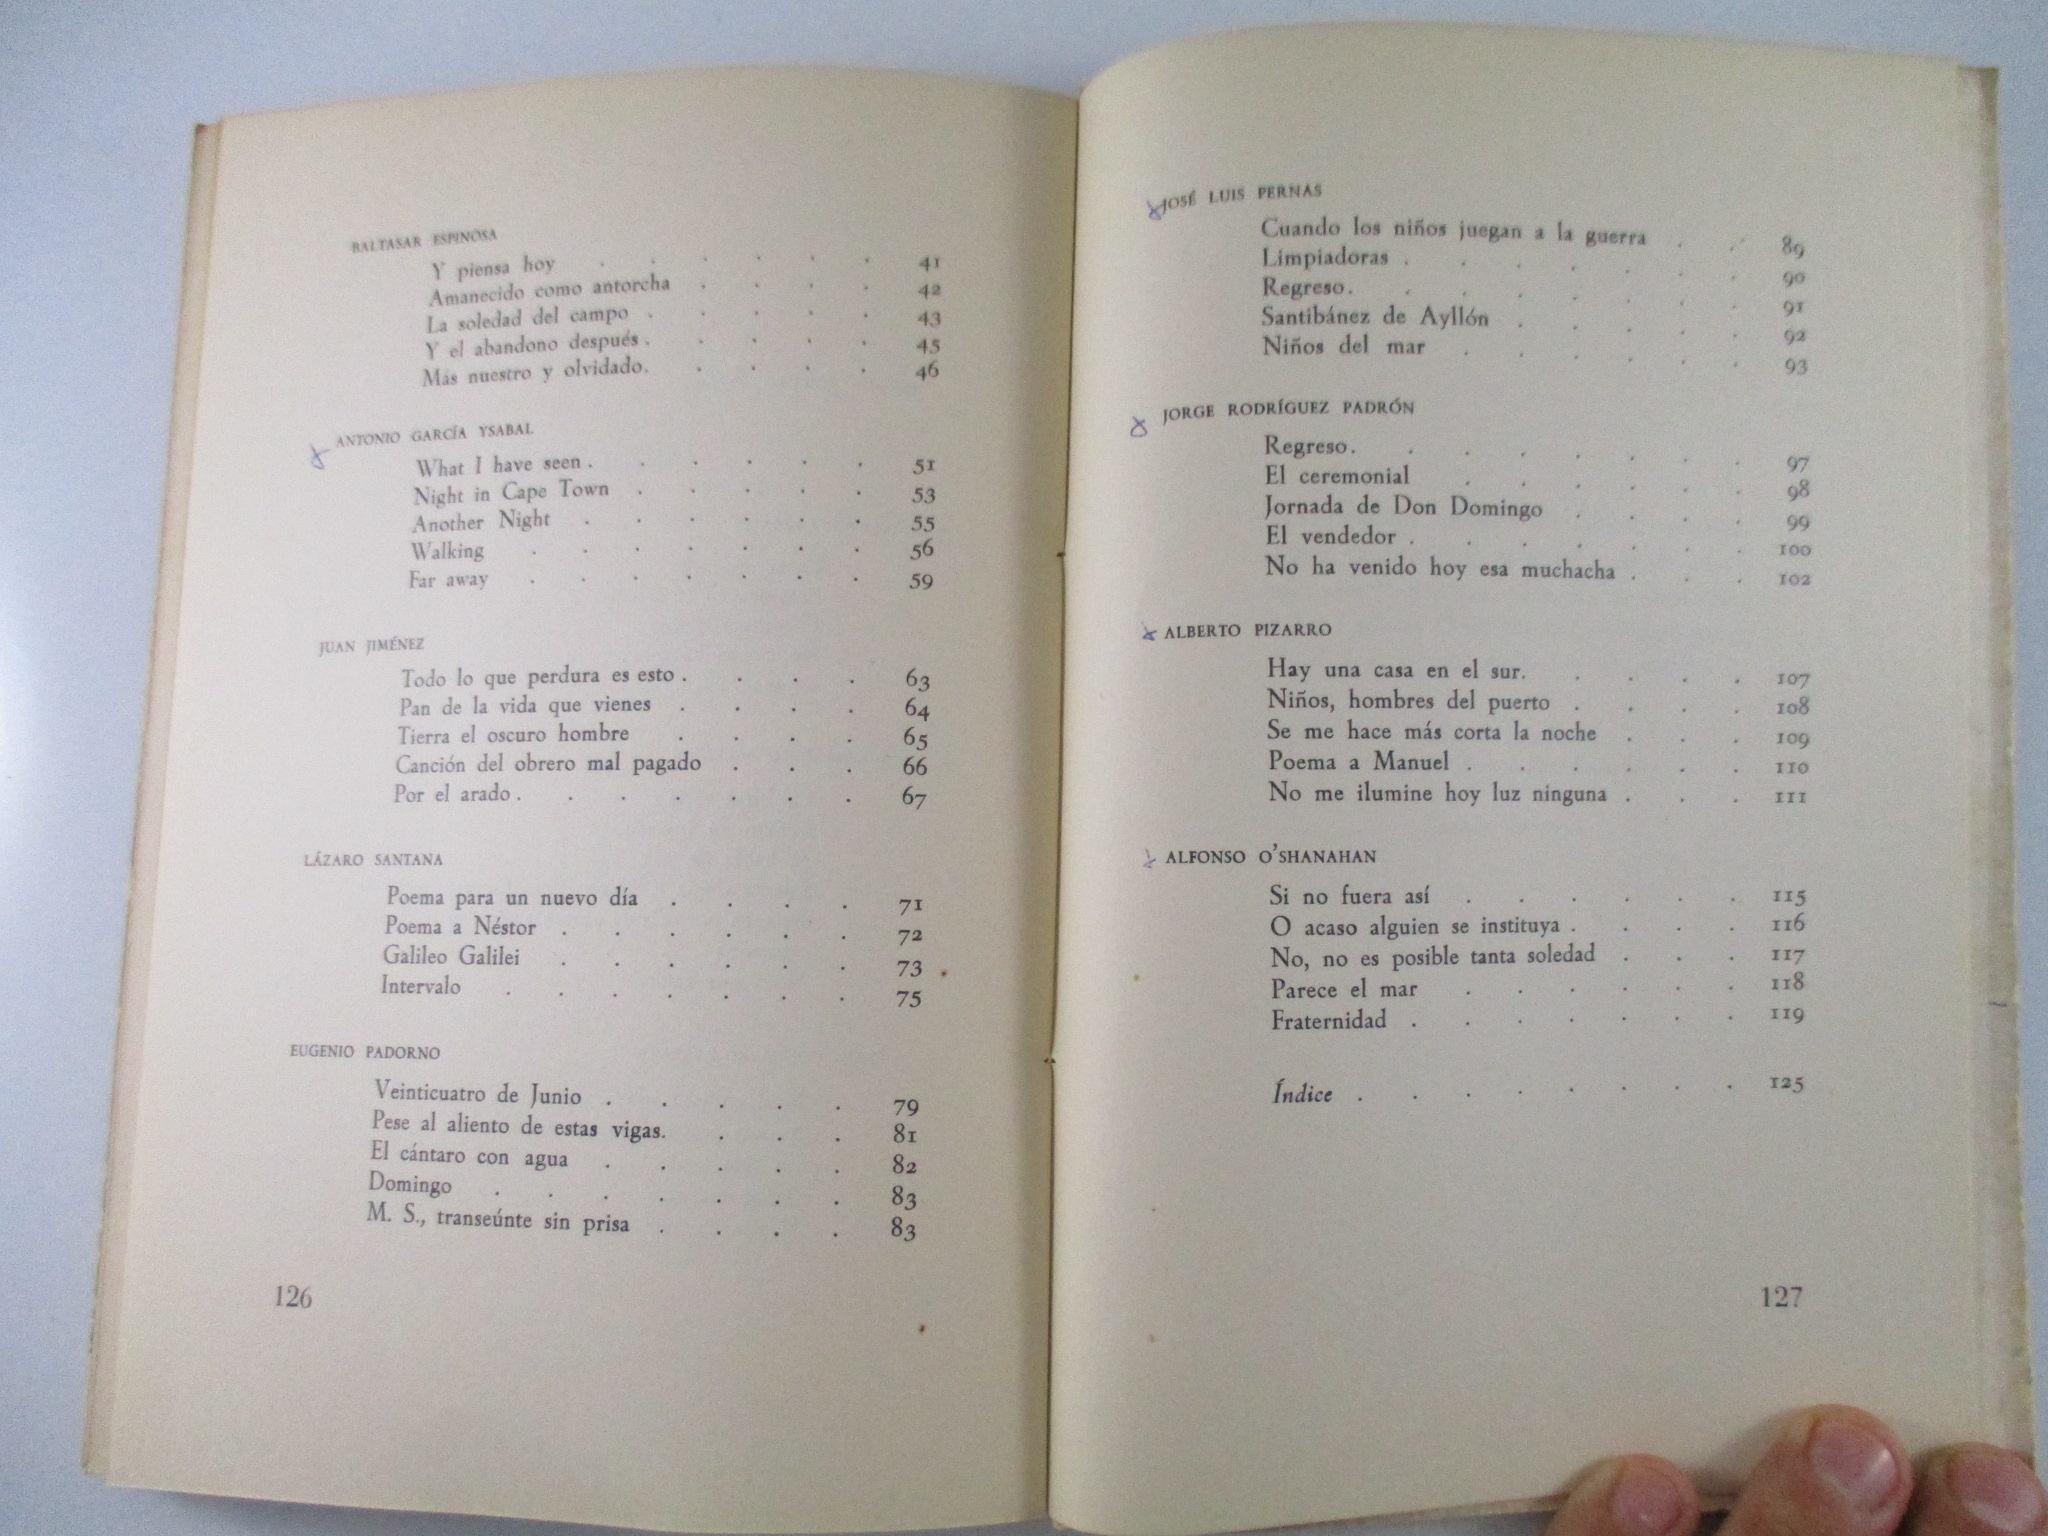 BALTASAR ESPINOSA
Y piensa hoy . . . . . . 41
Amanecido como antorcha . . . . 42
La soledad del campo . . . . . 43
Y el abandono después . . . . . 45
Más nuestro y olvidado . . . . . 46
ANTONIO GARCÍA YSABAL
What I have seen . . . . . . 51
Night in Cape Town . . . . . 53
Another Night . . . . . . 55
Walking . . . . . . . 56
Far away . . . . . . . 59
JUAN JIMÉNEZ
Todo lo que perdura es esto . . . . 63
Pan de la vida que vienes . . . . 64
Tierra el oscuro hombre . . . . 65
Canción del obrero mal pagado . . . 66
Por el arado . . . . . . . 67
LÁZARO SANTANA
Poema para un nuevo día . . . . 71
Poema a Néstor . . . . . . 72
Galileo Galilei . . . . . . 73
Intervalo . . . . . . . 75
EUGENIO PADORNO
Veinticuatro de Junio . . . . . 79
Pese al aliento de estas vigas . . . . 81
El cántaro con agua . . . . . 82
Domingo . . . . . . . 83
M. S., transeúnte sin prisa . . . . 83
126
JOSÉ LUIS PERNAS
Cuando los niños juegan a la guerra . . 89
Limpiadoras . . . . . . . 90
Regreso . . . . . . . . 91
Santibánez de Ayllón . . . . . 92
Niños del mar . . . . . . 93
JORGE RODRÍGUEZ PADRÓN
Regreso . . . . . . . . 97
El ceremonial . . . . . . 98
Jornada de Don Domingo . . . . 99
El vendedor . . . . . . . 100
No ha venido hoy esa muchacha . . . 102
ALBERTO PIZARRO
Hay una casa en el sur . . . . . 107
Niños, hombres del puerto . . . . 108
Se me hace más corta la noche . . . 109
Poema a Manuel . . . . . . 110
No me ilumine hoy luz ninguna . . . 111
ALFONSO O'SHANAHAN
Si no fuera así . . . . . . 115
O acaso alguien se instituya . . . . 116
No, no es posible tanta soledad . . . 117
Parece el mar . . . . . . 118
Fraternidad . . . . . . . 119
Índice . . . . . . . . 125
127